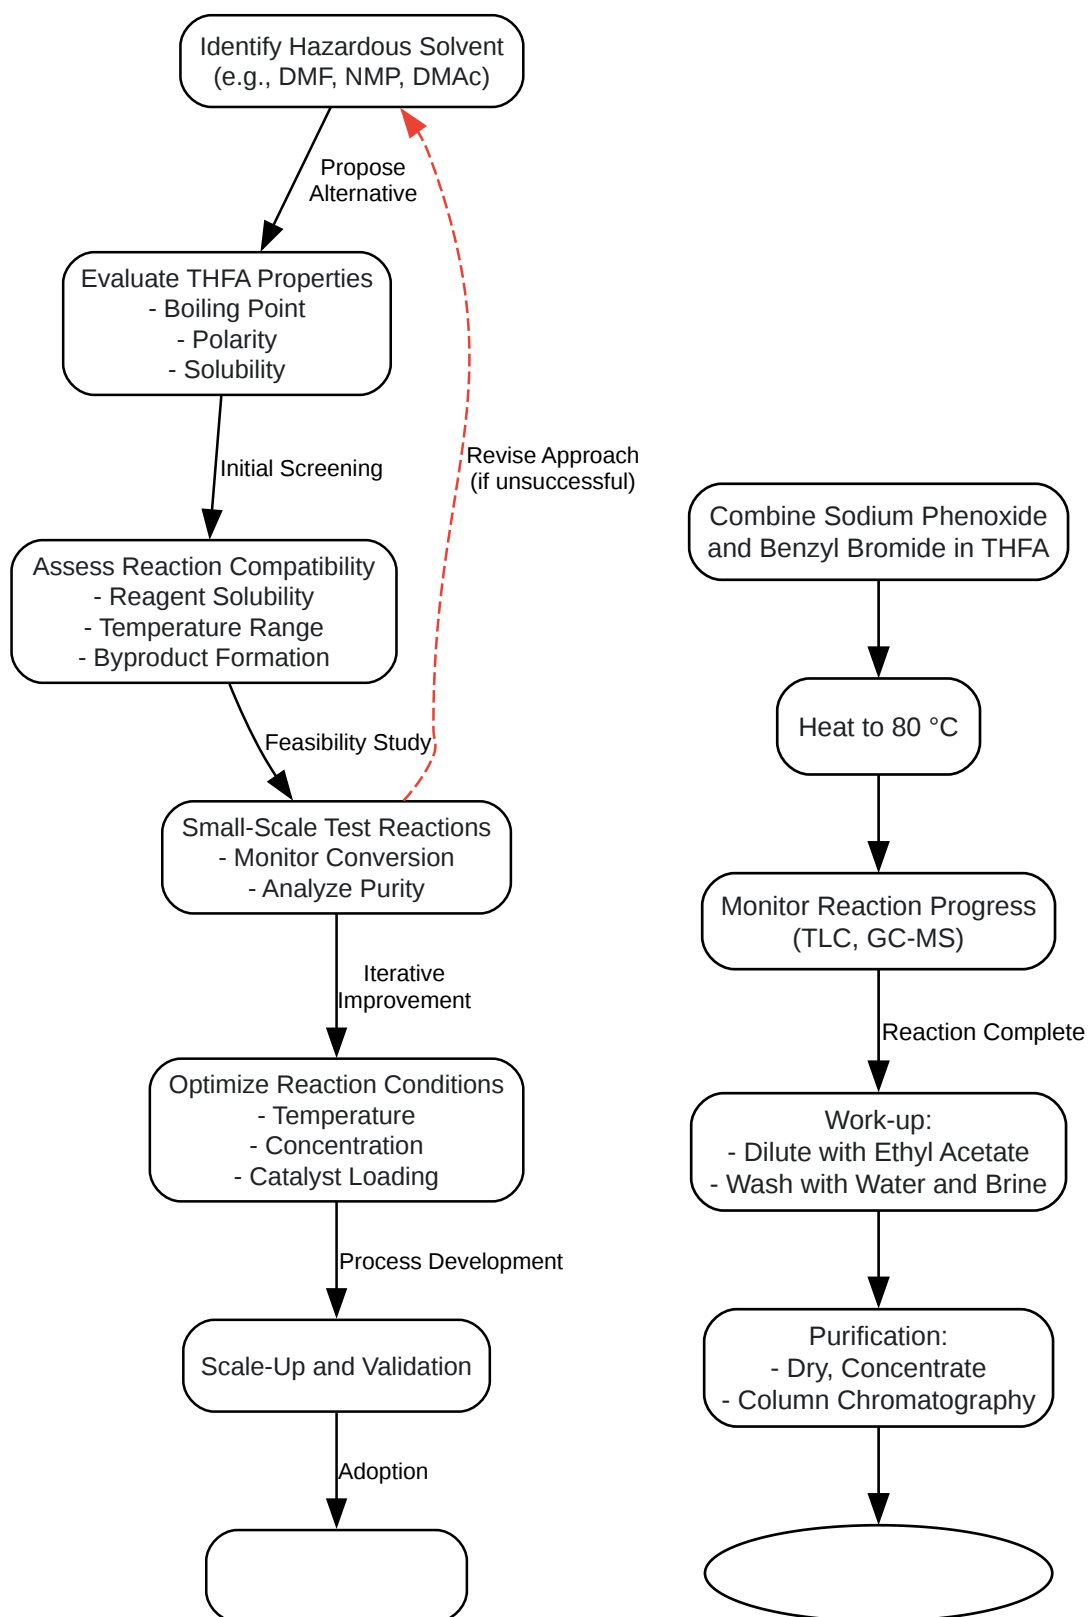 Identify Hazardous Solvent
(e.g., DMF, NMP, DMAc)
Propose
Alternative
Evaluate THFA Properties
- Boiling Point
- Polarity
- Solubility
Initial Screening
Assess Reaction Compatibility
- Reagent Solubility
- Temperature Range
- Byproduct Formation
Feasibility Study
Revise Approach
(if unsuccessful)
Small-Scale Test Reactions
- Monitor Conversion
- Analyze Purity
Iterative
Improvement
Optimize Reaction Conditions
- Temperature
- Concentration
- Catalyst Loading
Process Development
Scale-Up and Validation
Adoption
Combine Sodium Phenoxide
and Benzyl Bromide in THFA
Heat to 80 °C
Monitor Reaction Progress
(TLC, GC-MS)
Reaction Complete
Work-up:
- Dilute with Ethyl Acetate
- Wash with Water and Brine
Purification:
- Dry, Concentrate
- Column Chromatography